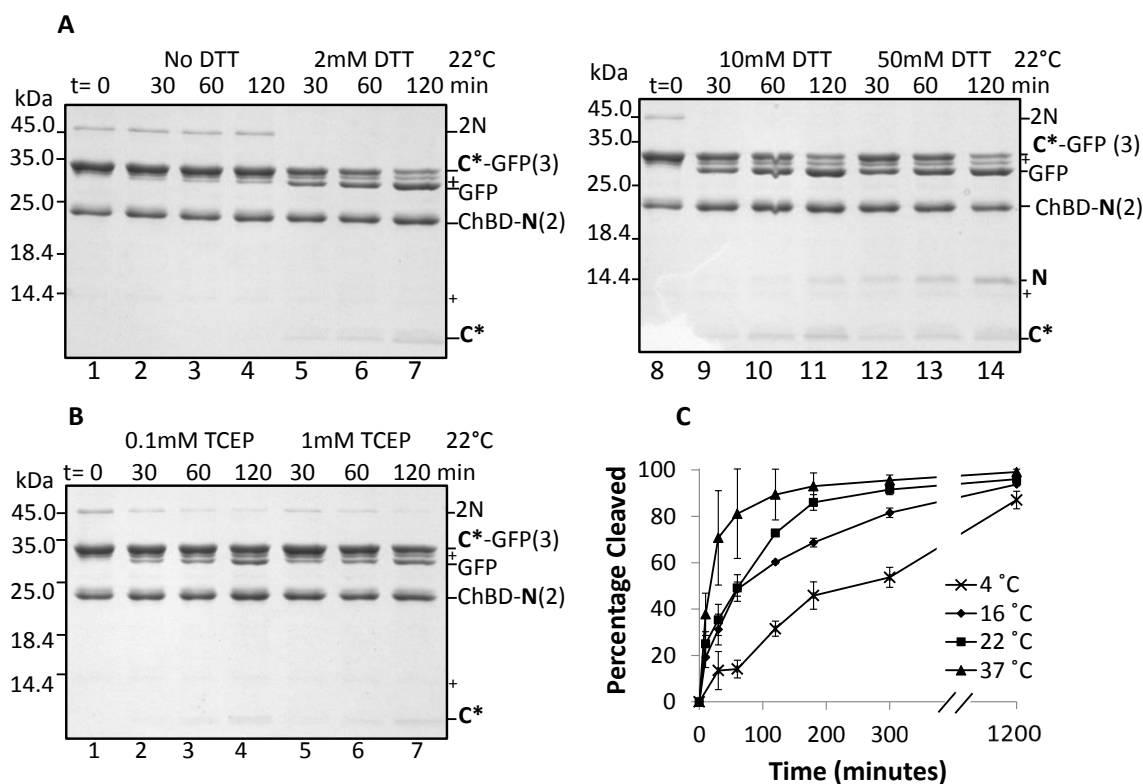 A
No DTT 2mM DTT 22°C
t= 0 30 60 120 30 60 120 min
kDa
45.0
35.0
25.0
18.4
14.4
2N
C*-GFP(3)
+
GFP
ChBD-N(2)
+
C*
1 2 3 4 5 6 7
10mM DTT 50mM DTT 22°C
t=0 30 60 120 30 60 120 min
kDa
45.0
35.0
25.0
18.4
14.4
2N
C*-GFP (3)
+
GFP
ChBD-N(2)
N
+
C*
8 9 10 11 12 13 14
B
0.1mM TCEP 1mM TCEP 22°C
t= 0 30 60 120 30 60 120 min
kDa
45.0
35.0
25.0
18.4
14.4
2N
C*-GFP(3)
+
GFP
ChBD-N(2)
+
C*
1 2 3 4 5 6 7
C
Percentage Cleaved
100
80
60
40
20
0
4 °C
16 °C
22 °C
37 °C
0 100 200 300 1200
Time (minutes)